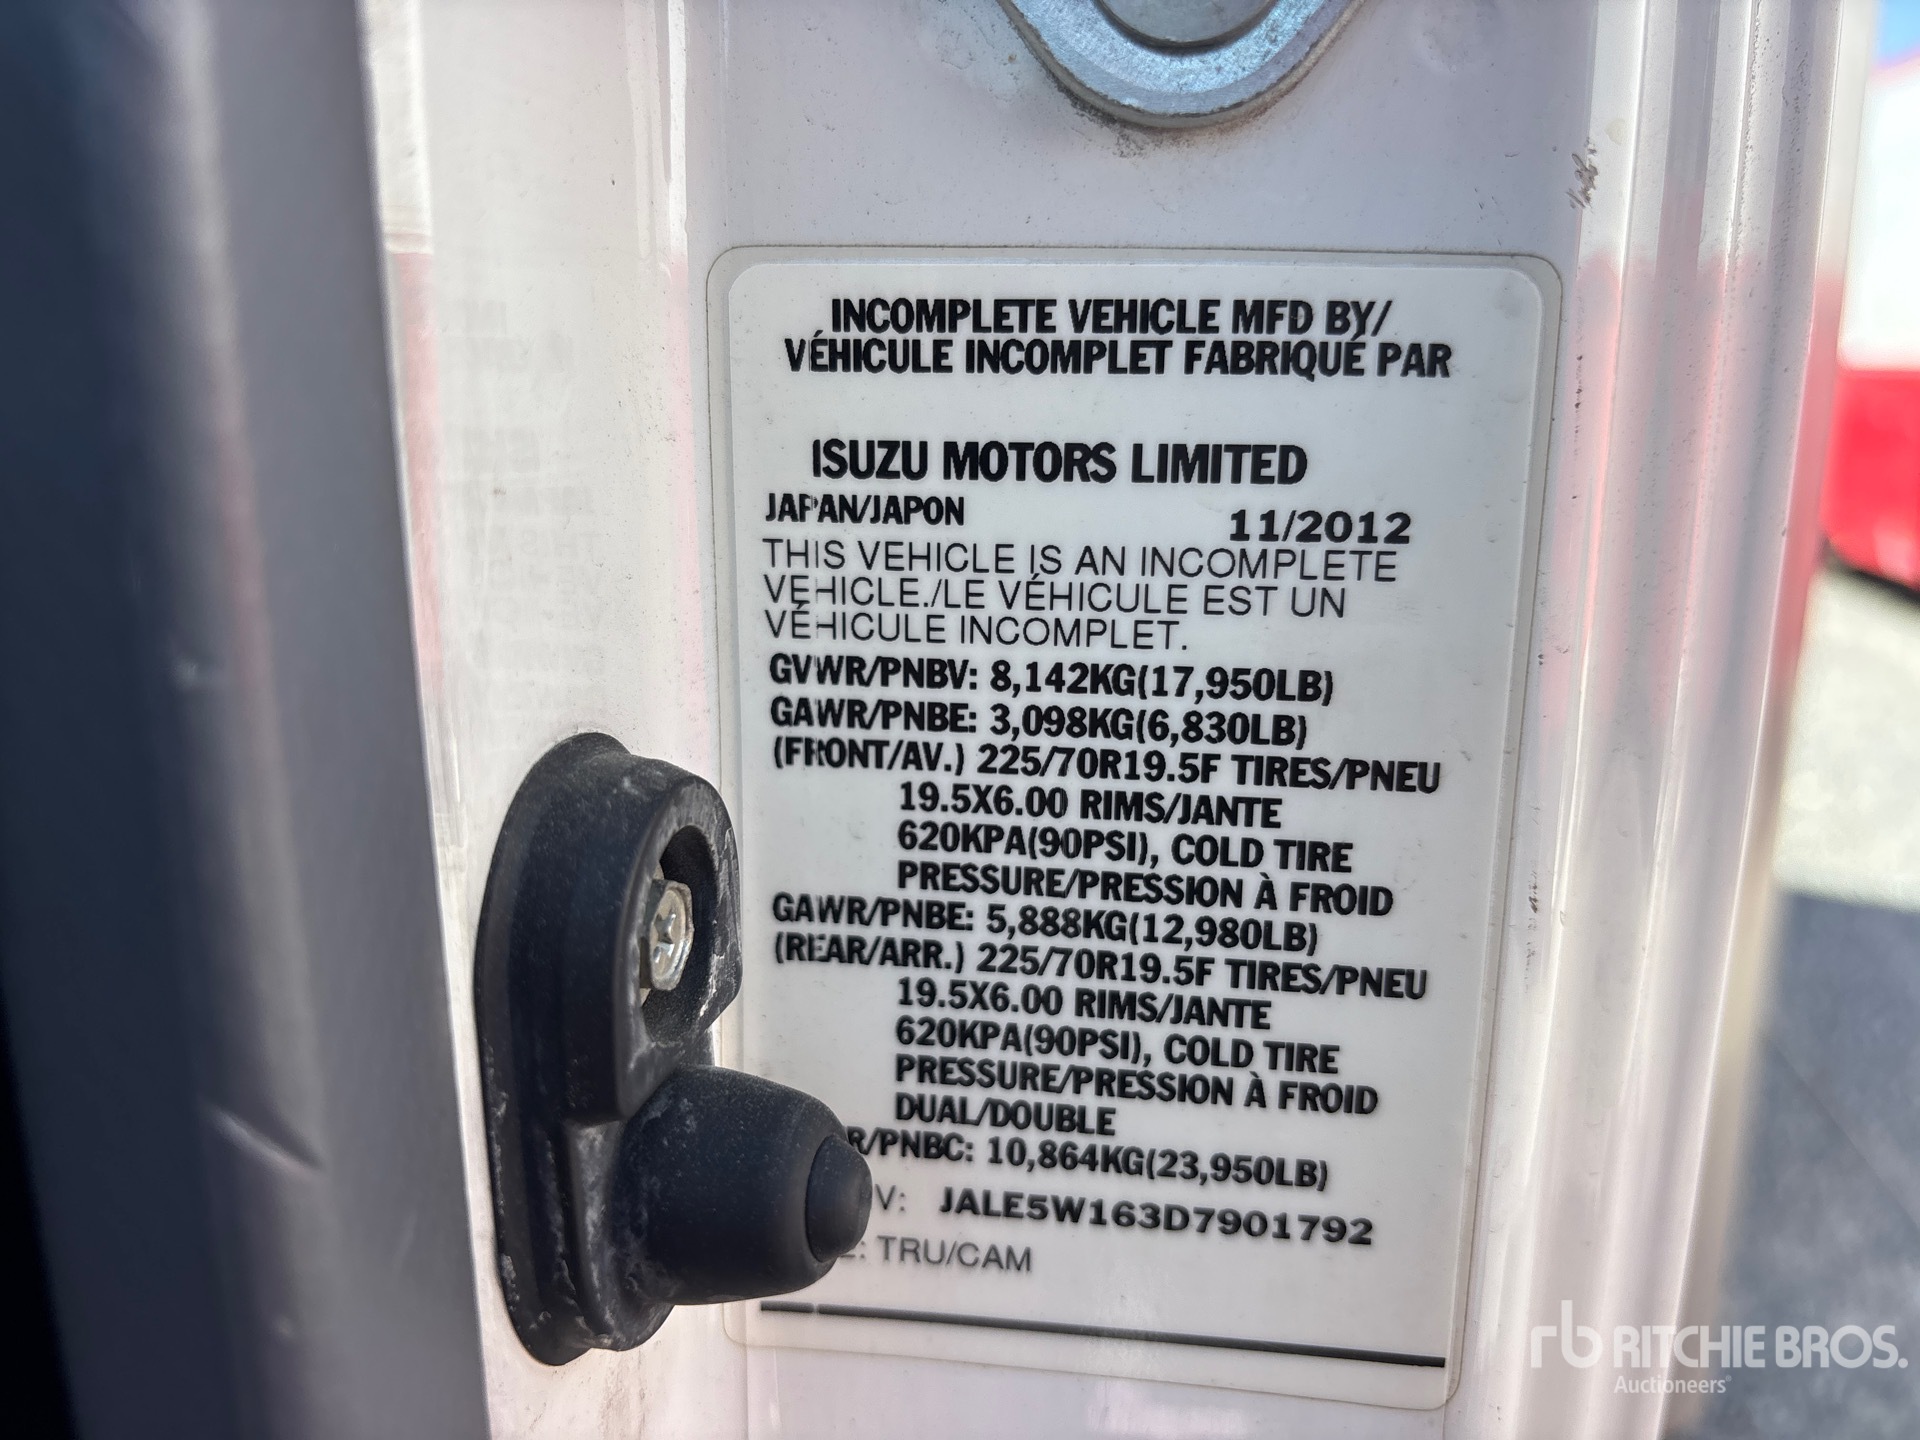 INCOMPLETE VEHICLE MFD BY/
VÉHICULE INCOMPLET FABRIQUÉ PAR
ISUZU MOTORS LIMITED
JAPAN/JAPON 11/2012
THIS VEHICLE IS AN INCOMPLETE
VEHICLE./LE VÉHICULE EST UN
VÉHICULE INCOMPLET.
GVWR/PNBV: 8,142KG(17,950LB)
GAWR/PNBE: 3,098KG(6,830LB)
(FRONT/AV.) 225/70R19.5F TIRES/PNEU
19.5X6.00 RIMS/JANTE
620KPA(90PSI), COLD TIRE
PRESSURE/PRESSION À FROID
GAWR/PNBE: 5,888KG(12,980LB)
(REAR/ARR.) 225/70R19.5F TIRES/PNEU
19.5X6.00 RIMS/JANTE
620KPA(90PSI), COLD TIRE
PRESSURE/PRESSION À FROID
DUAL/DOUBLE
R/PNBC: 10,864KG(23,950LB)
V: JALE5W163D7901792
E: TRU/CAM
rb RITCHIE BROS.
Auctioneers